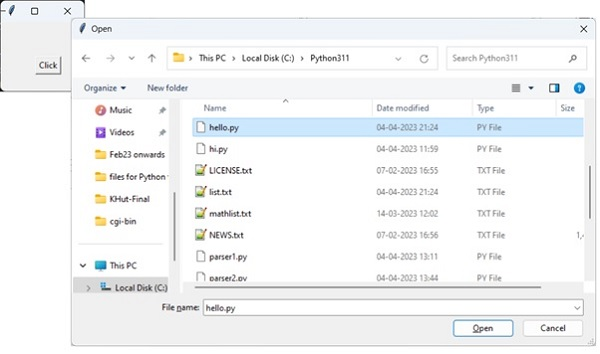 Click
Open
This PC > Local Disk (C:) > Python311
Search Python311
Organize
New folder
Music
Videos
Feb23 onwards
files for Python
KHut-Final
cgi-bin
This PC
Local Disk (C:)
Name Date modified Type Size
hello.py 04-04-2023 21:24 PY File
hi.py 04-04-2023 11:59 PY File
LICENSE.txt 07-02-2023 16:55 TXT File
list.txt 04-04-2023 21:24 TXT File
mathlist.txt 14-03-2023 12:02 TXT File
NEWS.txt 07-02-2023 16:56 TXT File 1,
parser1.py 04-04-2023 13:11 PY File
parser2.py 04-04-2023 13:44 PY File
File name: hello.py
Open Cancel